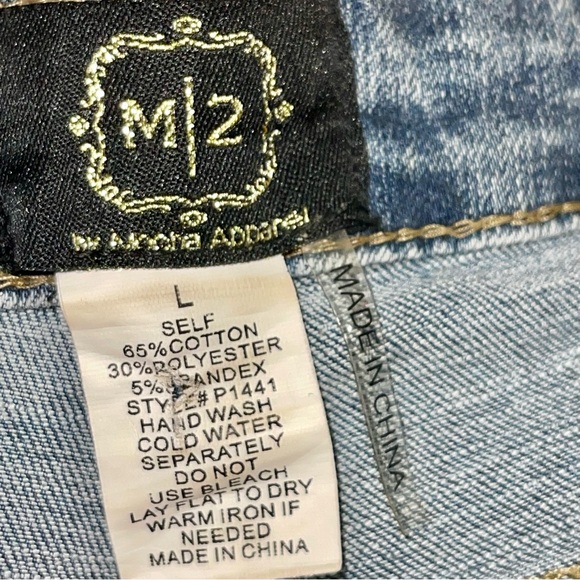 M|2
by Apparel
L
SELF
65%COTTON
30%POLYESTER
5%SPANDEX
STYLE# P1441
HAND WASH
COLD WATER
SEPARATELY
DO NOT
USE BLEACH
LAY FLAT TO DRY
WARM IRON IF
NEEDED
MADE IN CHINA
MADE IN CHINA